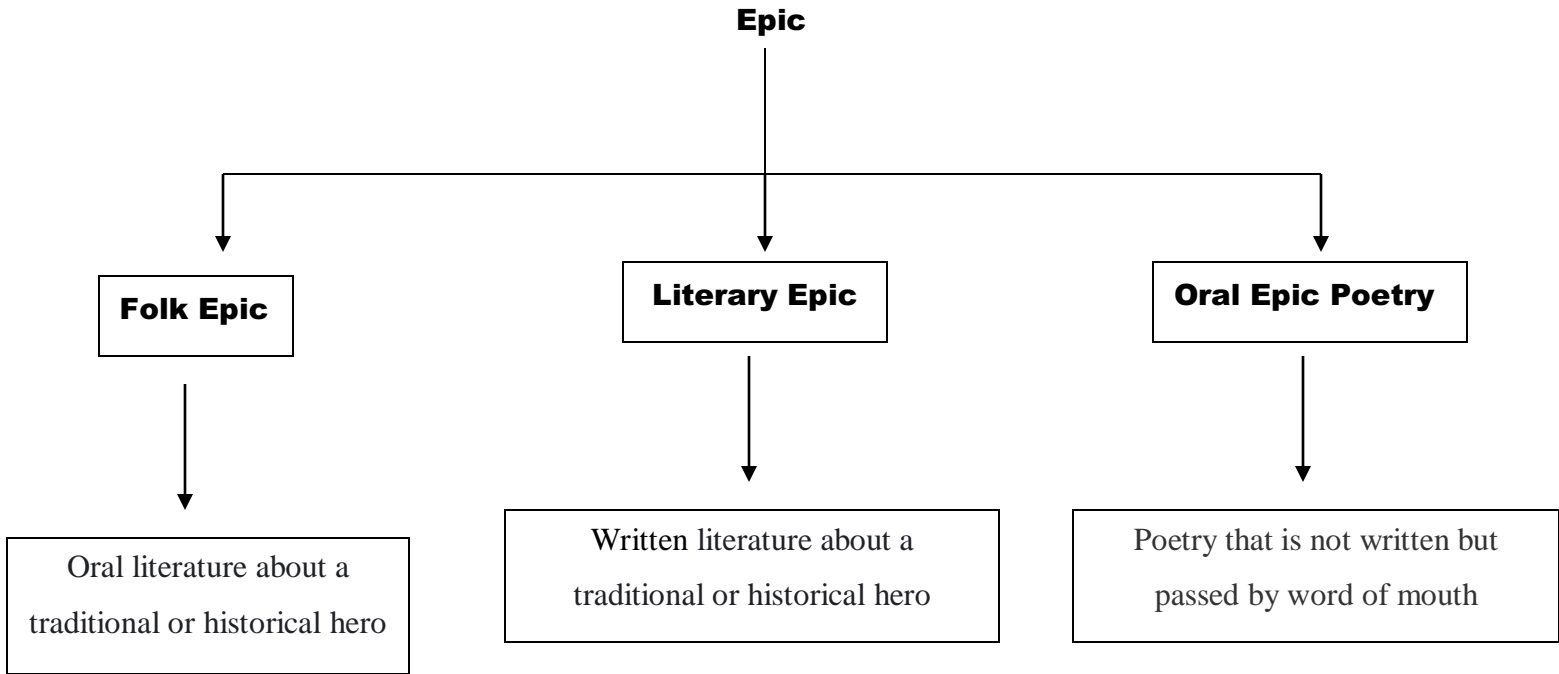 Epic
Folk Epic
Literary Epic
Oral Epic Poetry
Oral literature about a
traditional or historical hero
Written literature about a
traditional or historical hero
Poetry that is not written but
passed by word of mouth